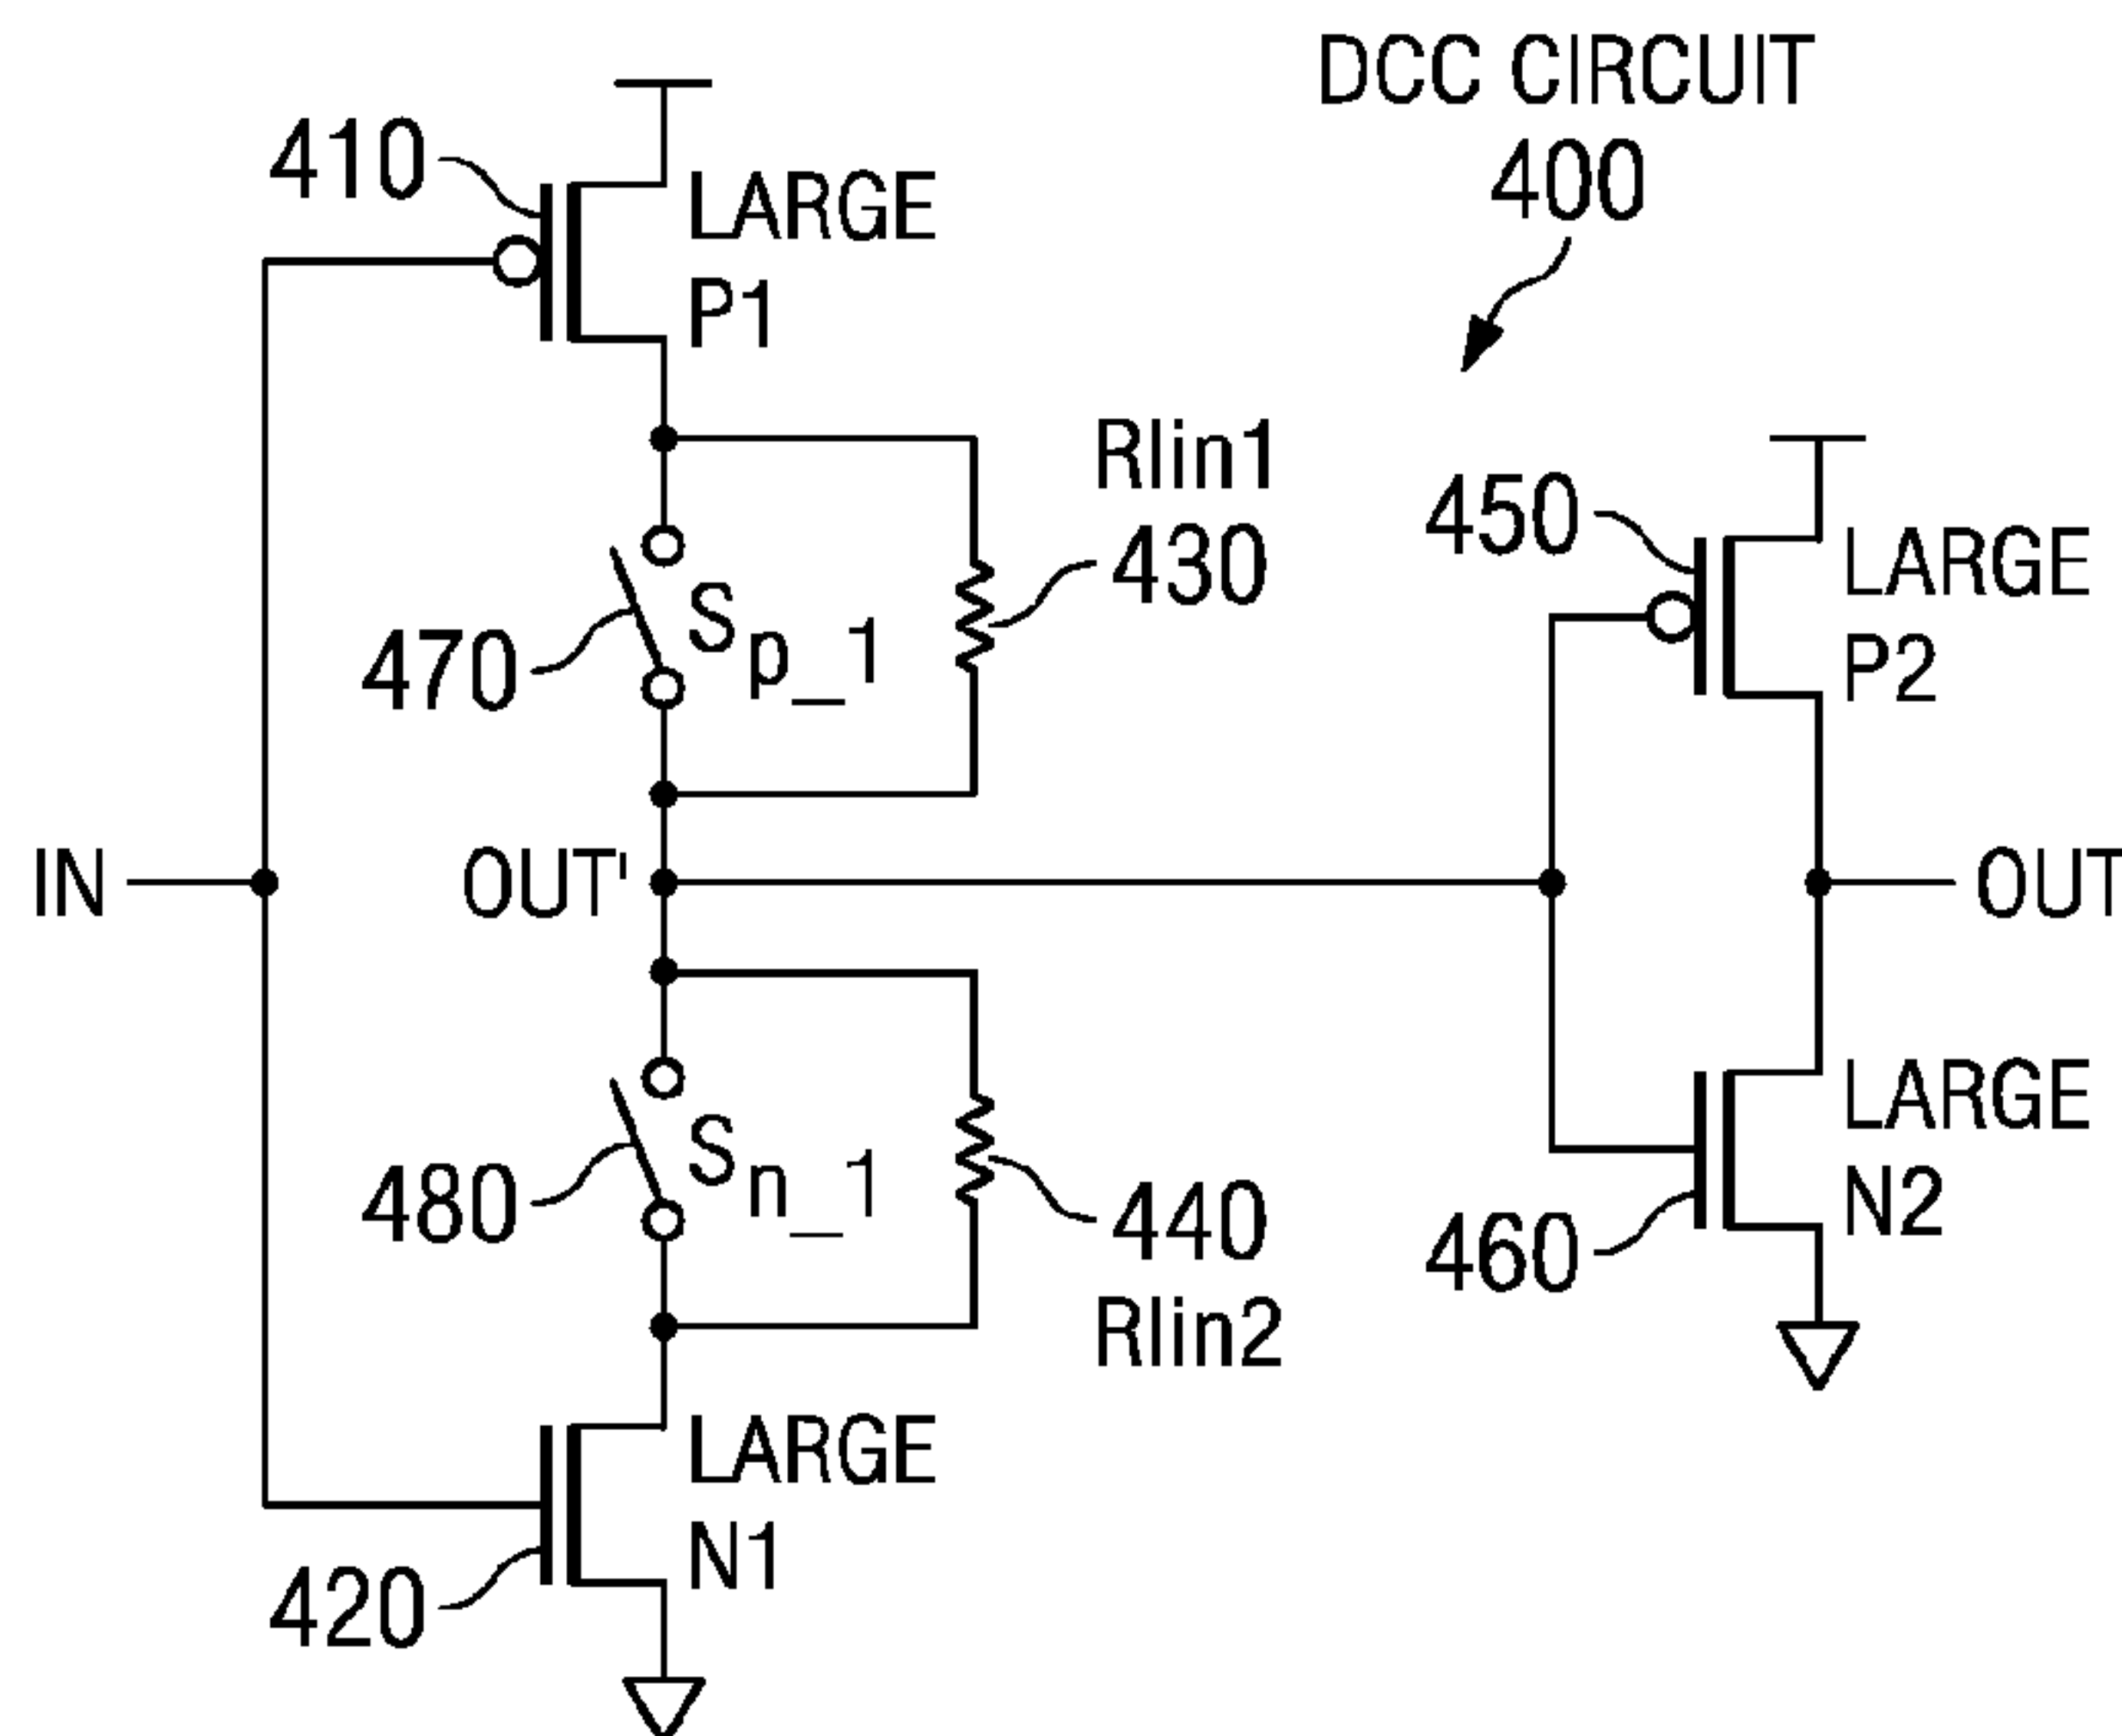 DCC CIRCUIT
400
410
LARGE
P1
Rlin1
430
470
Sp_1
450
LARGE
P2
IN
OUT'
OUT
480
Sn_1
440
Rlin2
LARGE
N2
460
LARGE
N1
420